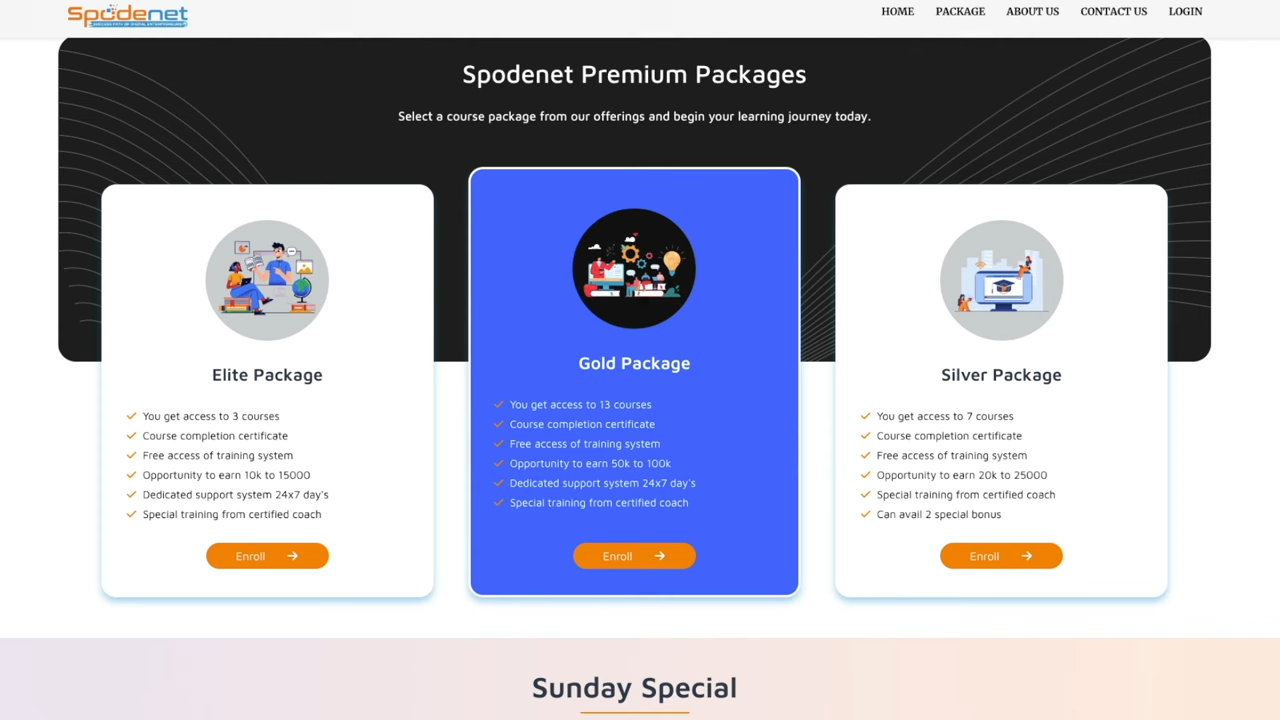 Spodenet
HOME
PACKAGE
ABOUT US
CONTACT US
LOGIN
Spodenet Premium Packages
Select a course package from our offerings and begin your learning journey today.
Elite Package
You get access to 3 courses
Course completion certificate
Free access of training system
Opportunity to earn 10k to 15000
Dedicated support system 24x7 day's
Special training from certified coach
Enroll
Gold Package
You get access to 13 courses
Course completion certificate
Free access of training system
Opportunity to earn 50k to 100k
Dedicated support system 24x7 day's
Special training from certified coach
Enroll
Silver Package
You get access to 7 courses
Course completion certificate
Free access of training system
Opportunity to earn 20k to 25000
Special training from certified coach
Can avail 2 special bonus
Enroll
Sunday Special